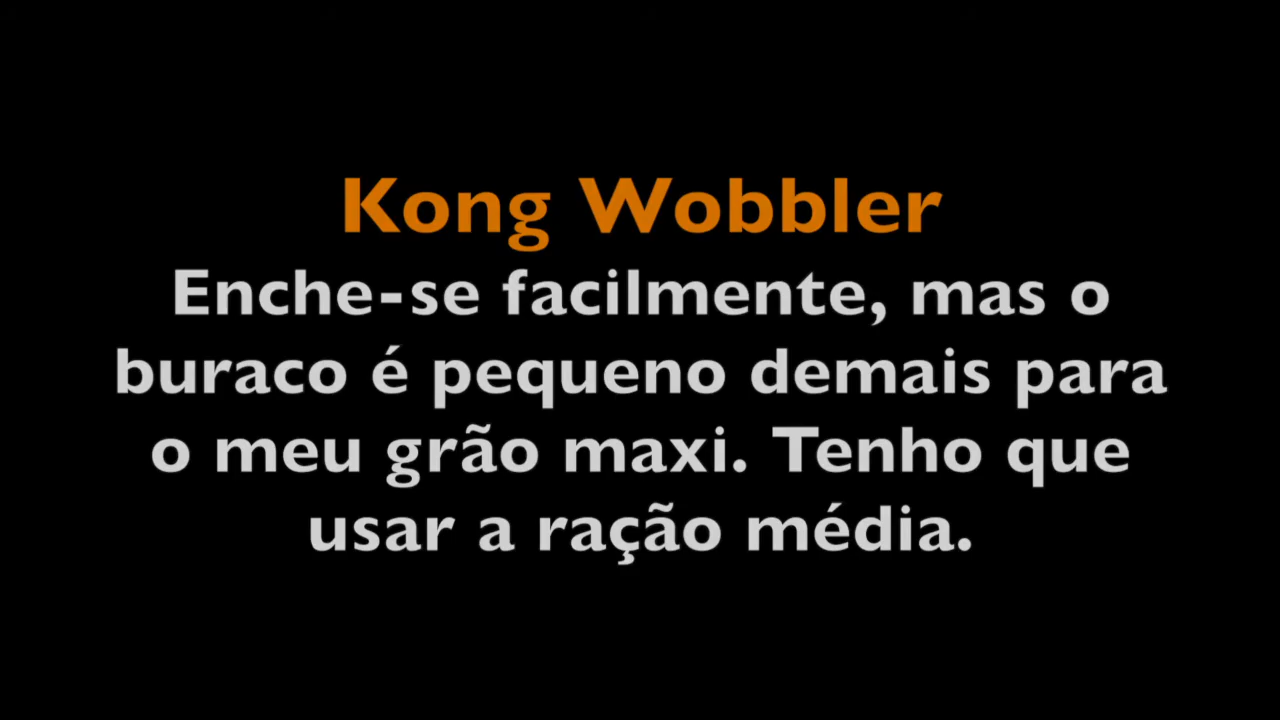 Kong Wobbler
Enche-se facilmente, mas o
buraco é pequeno demais para
o meu grão maxi. Tenho que
usar a ração média.